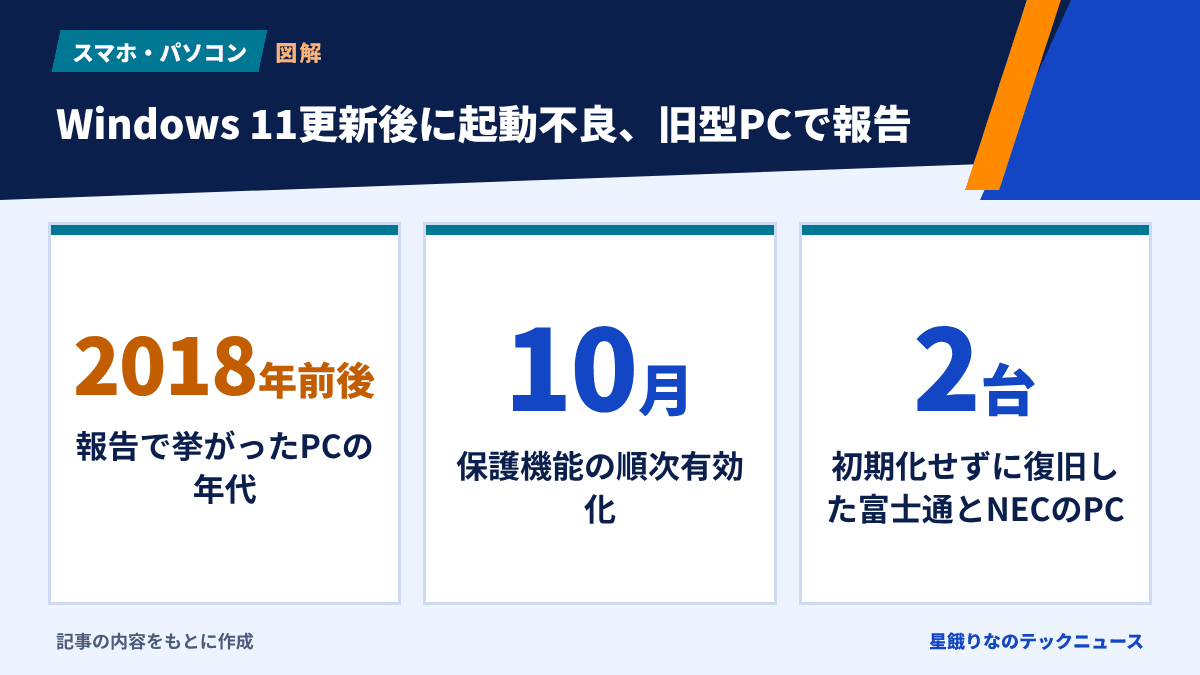 スマホ・パソコン 図解
Windows 11更新後に起動不良、旧型PCで報告
2018年前後
報告で挙がったPCの
年代
10月
保護機能の順次有効
化
2台
初期化せずに復旧し
た富士通とNECのPC
記事の内容をもとに作成
星餓りなのテックニュース